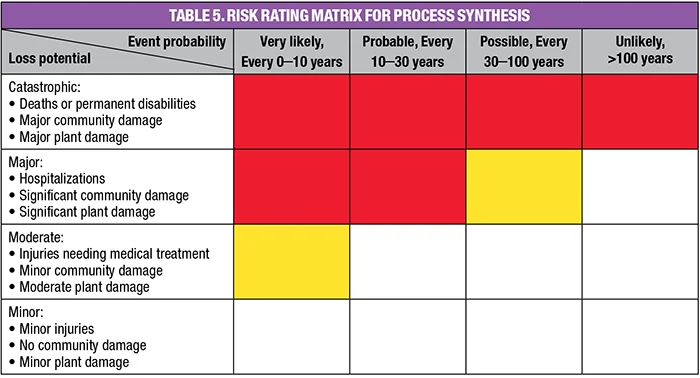 TABLE 5. RISK RATING MATRIX FOR PROCESS SYNTHESIS
Event probability
Loss potential
Very likely,
Every 0–10 years
Probable, Every
10–30 years
Possible, Every
30–100 years
Unlikely,
>100 years
Catastrophic:
• Deaths or permanent disabilities
• Major community damage
• Major plant damage
Major:
• Hospitalizations
• Significant community damage
• Significant plant damage
Moderate:
• Injuries needing medical treatment
• Minor community damage
• Moderate plant damage
Minor:
• Minor injuries
• No community damage
• Minor plant damage